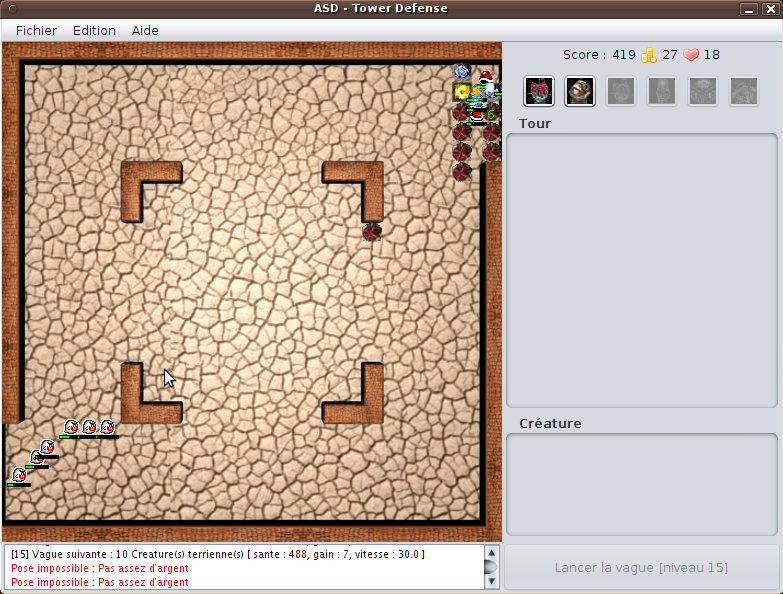 ASD - Tower Defense
Fichier Edition Aide
Score : 419 27 18
Tour
Créature
[15] Vague suivante : 10 Creature(s) terrienne(s) [ sante : 488, gain : 7, vitesse : 30.0 ]
Pose impossible : Pas assez d'argent
Pose impossible : Pas assez d'argent
Lancer la vague [niveau 15]